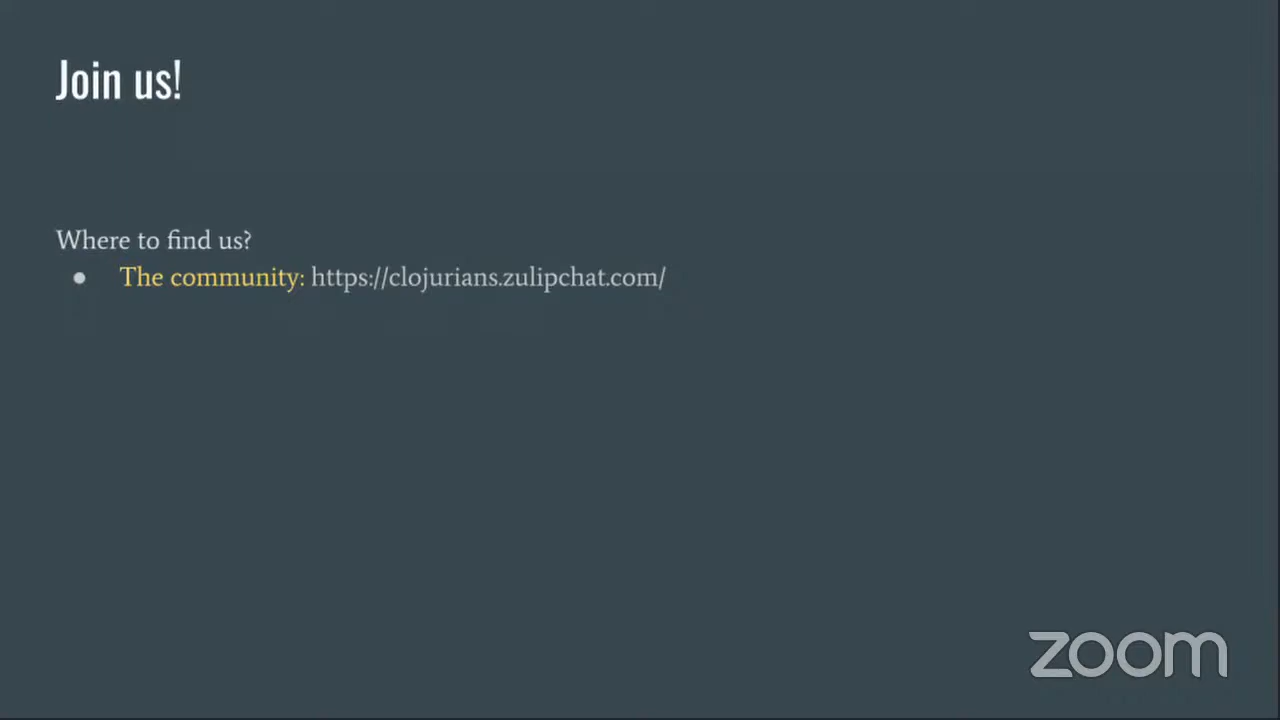 Join us!
Where to find us?
● The community: https://clojurians.zulipchat.com/
zoom